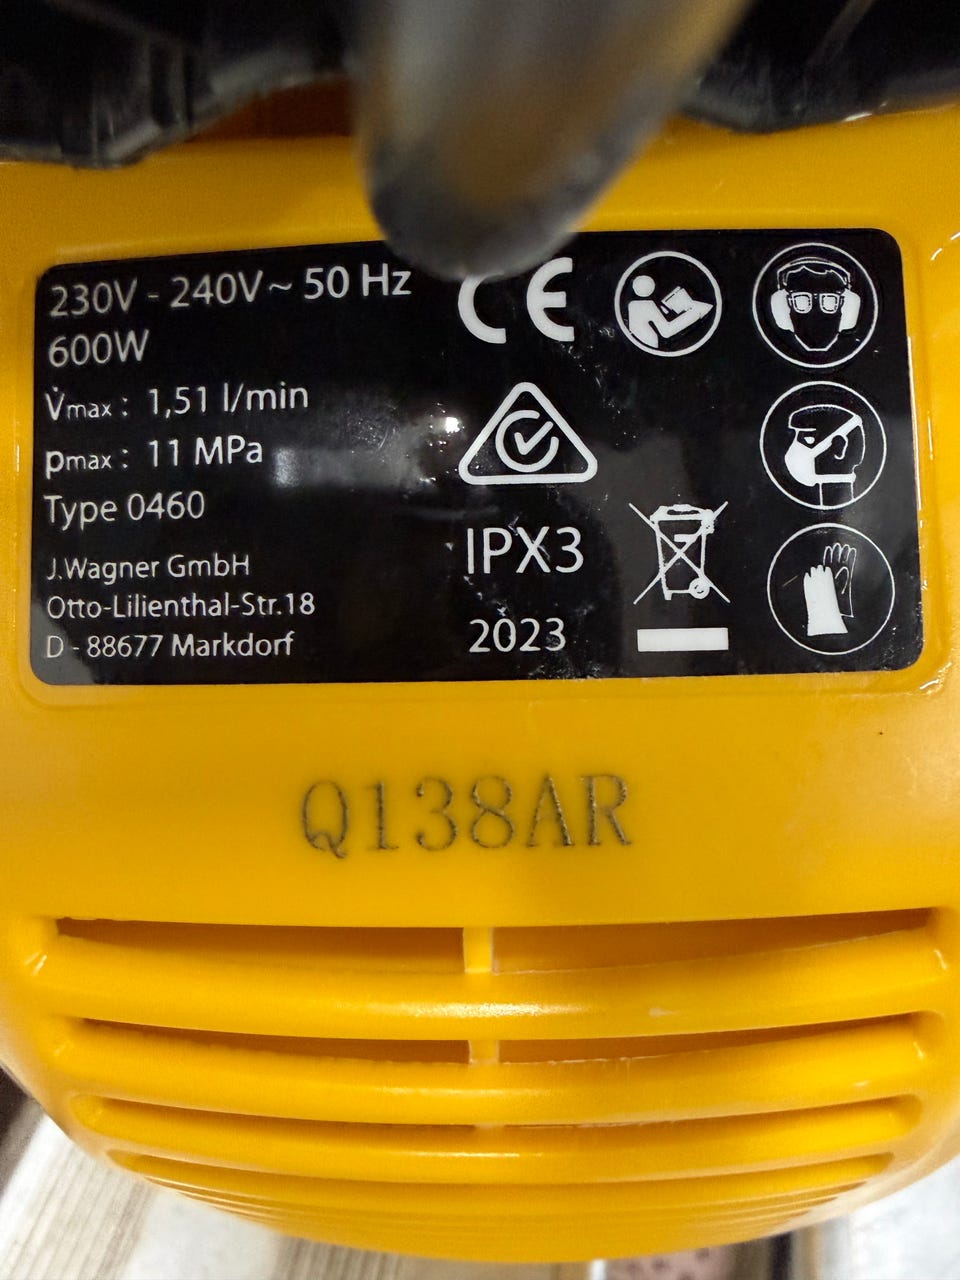 230V - 240V ~ 50 Hz
600W
V̇max : 1,51 l/min
pmax : 11 MPa
Type 0460
J.Wagner GmbH
Otto-Lilienthal-Str.18
D - 88677 Markdorf
CE
IPX3
2023
Q138AR